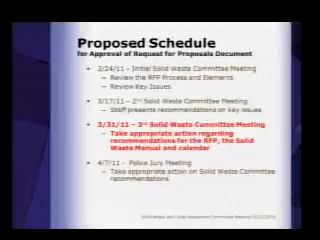 Proposed Schedule
for Approval of Request for Proposals Document
• 2/24/11 – Initial Solid Waste Committee Meeting
– Review the RFP Process and Elements
– Review Key Issues
• 3/17/11 – 2nd Solid Waste Committee Meeting
– Staff presents recommendations on key issues
• 3/31/11 – 3rd Solid Waste Committee Meeting
– Take appropriate action regarding
recommendations for the RFP, the Solid
Waste Manual and calendar
• 4/7/11 - Police Jury Meeting
– Take appropriate action on Solid Waste Committee
recommendations